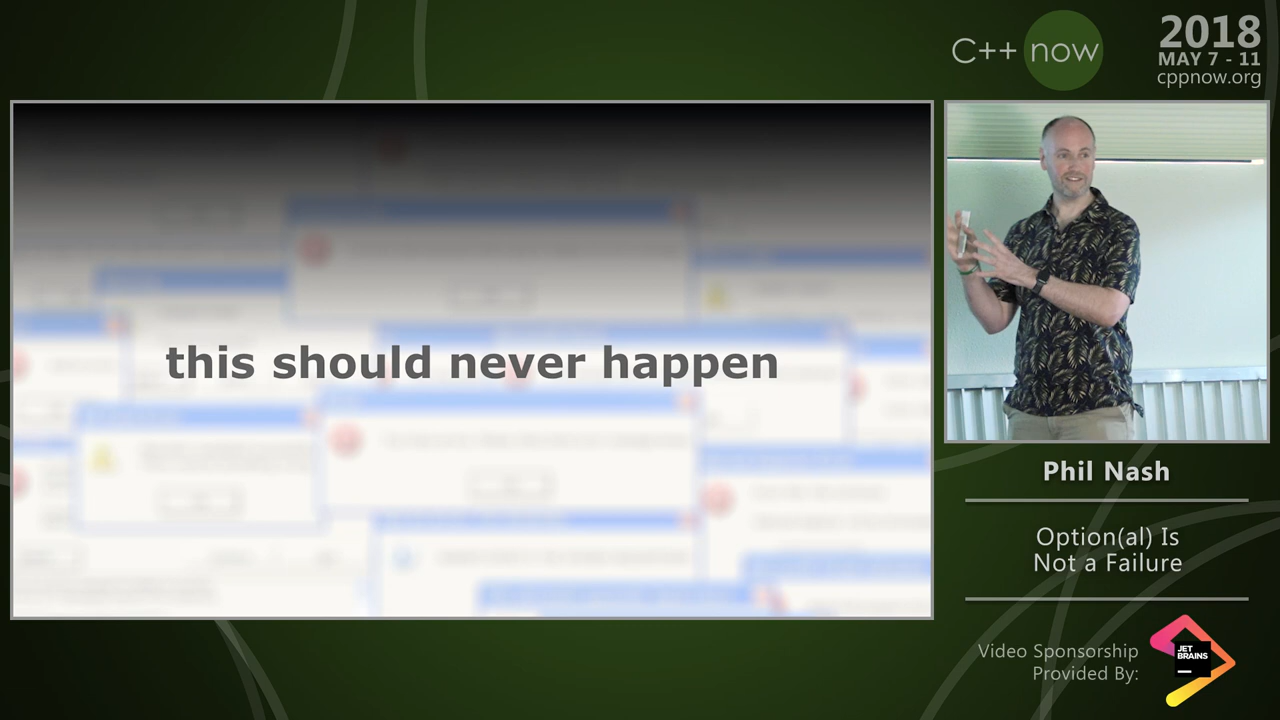 C++ now
2018
MAY 7 - 11
cppnow.org
this should never happen
Phil Nash
Option(al) Is
Not a Failure
Video Sponsorship
Provided By:
JET
BRAINS